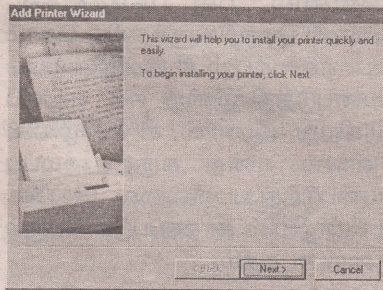 Add Printer Wizard
This wizard will help you to install your printer quickly and
easily.
To begin installing your printer, click Next.
< Back
Next >
Cancel